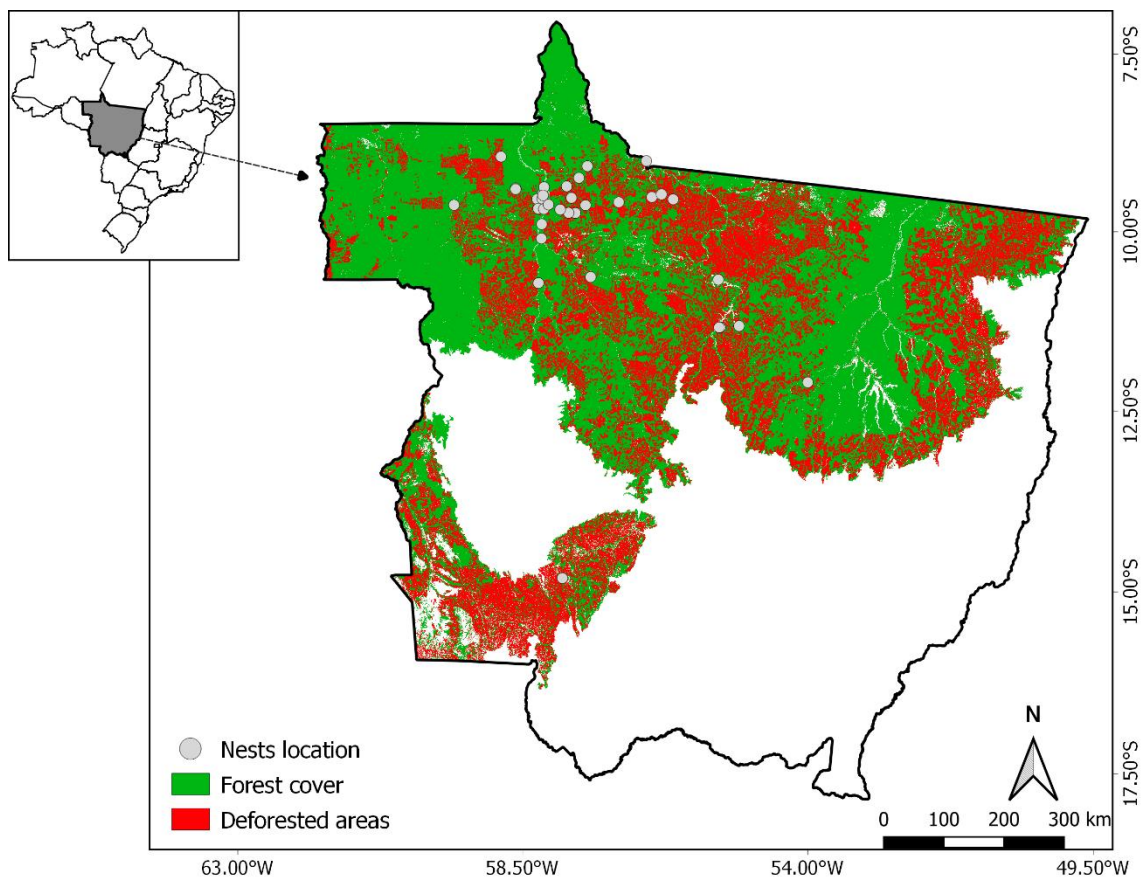 7.50°S
10.00°S
12.50°S
15.00°S
17.50°S
N
Nests location
Forest cover
Deforested areas
0 100 200 300 km
63.00°W 58.50°W 54.00°W 49.50°W